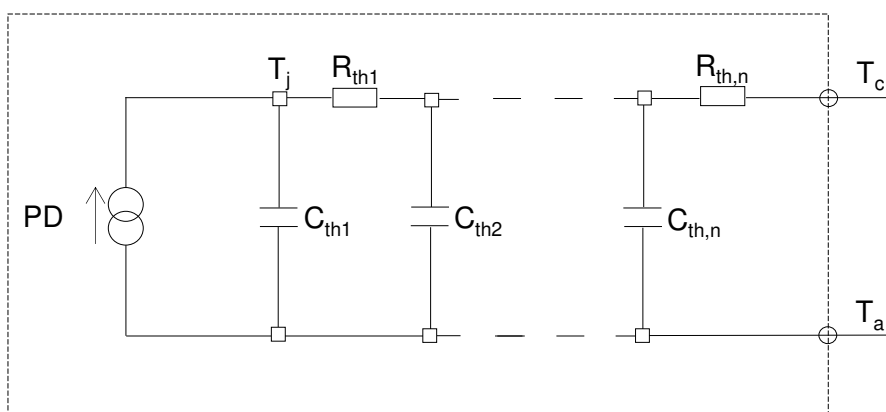 T_j
R_th1
R_th,n
T_c
PD
C_th1
C_th2
C_th,n
T_a